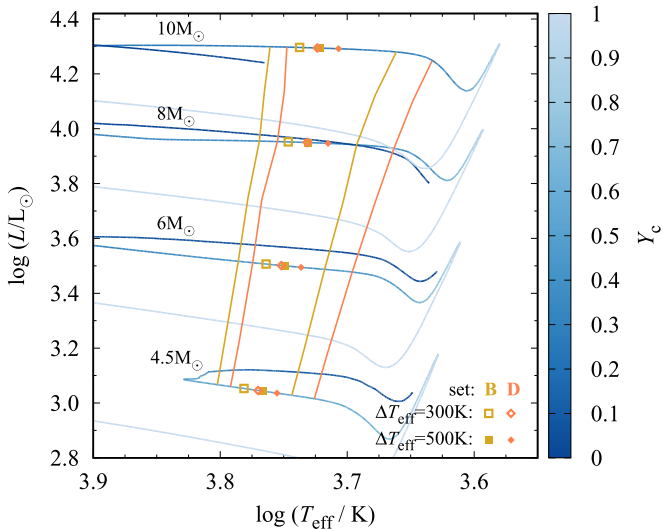 10M☉
8M☉
6M☉
4.5M☉
set: B D
ΔTeff=300K:
ΔTeff=500K:
4.4
4.2
4.0
3.8
3.6
3.4
3.2
3.0
2.8
log (L/L☉)
3.9 3.8 3.7 3.6
log (Teff / K)
1
0.9
0.8
0.7
0.6
0.5
0.4
0.3
0.2
0.1
0
Yc